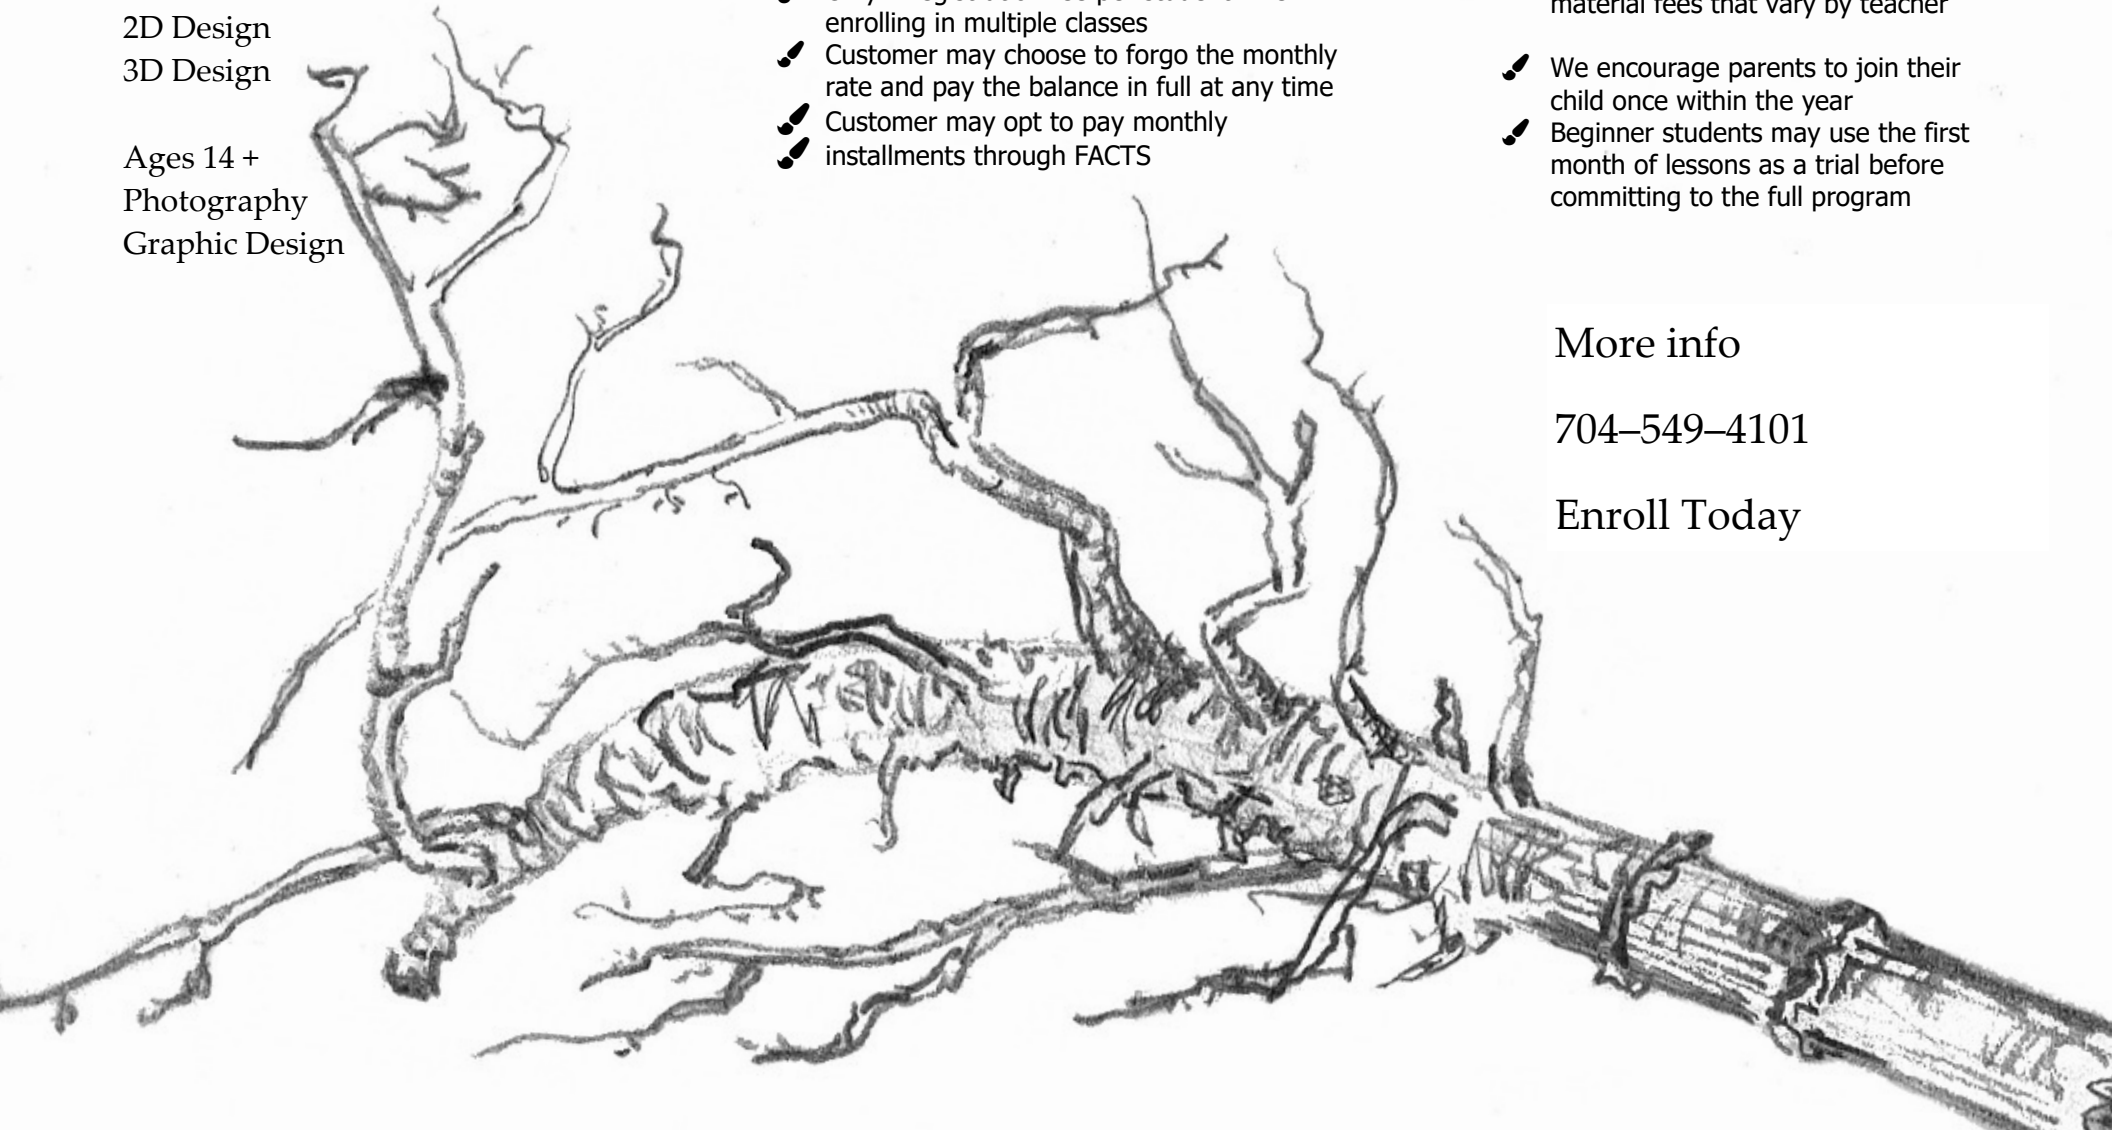 2D Design
3D Design
Ages 14 +
Photography
Graphic Design
enrolling in multiple classes
Customer may choose to forgo the monthly
rate and pay the balance in full at any time
Customer may opt to pay monthly
installments through FACTS
material fees that vary by teacher
We encourage parents to join their
child once within the year
Beginner students may use the first
month of lessons as a trial before
committing to the full program
More info
704–549–4101
Enroll Today